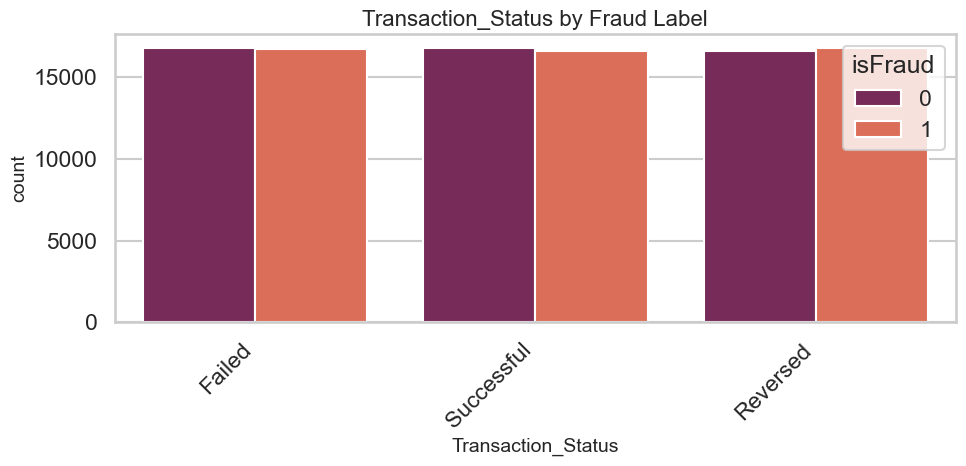 Transaction_Status by Fraud Label
isFraud
0
1
15000
10000
5000
0
count
Failed
Successful
Reversed
Transaction_Status